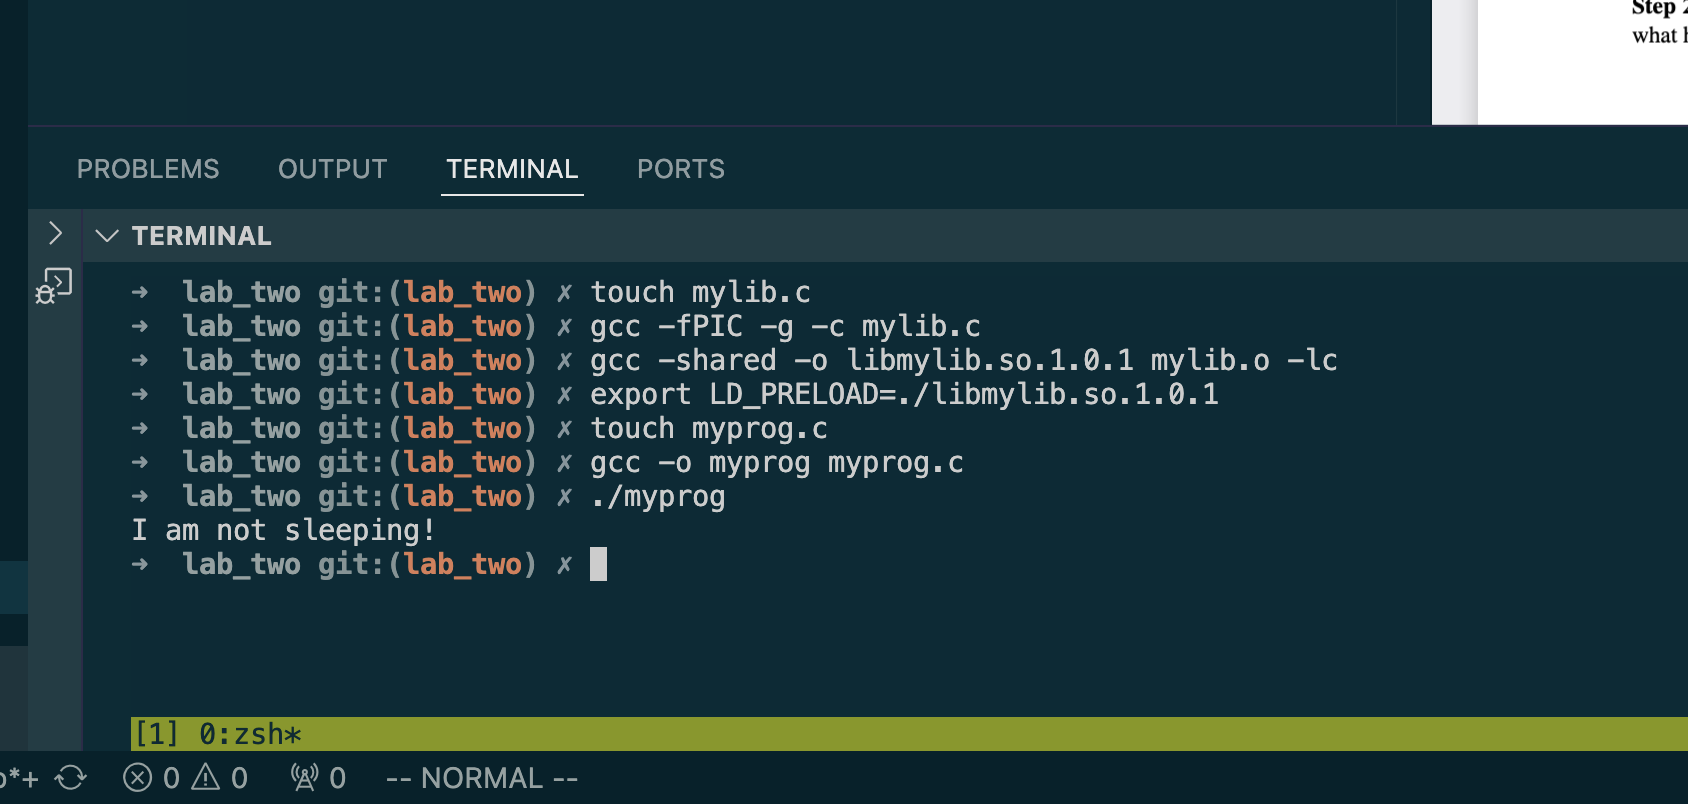 Step 2
what
PROBLEMS OUTPUT TERMINAL PORTS
TERMINAL
➜ lab_two git:(lab_two) ✗ touch mylib.c
➜ lab_two git:(lab_two) ✗ gcc -fPIC -g -c mylib.c
➜ lab_two git:(lab_two) ✗ gcc -shared -o libmylib.so.1.0.1 mylib.o -lc
➜ lab_two git:(lab_two) ✗ export LD_PRELOAD=./libmylib.so.1.0.1
➜ lab_two git:(lab_two) ✗ touch myprog.c
➜ lab_two git:(lab_two) ✗ gcc -o myprog myprog.c
➜ lab_two git:(lab_two) ✗ ./myprog
I am not sleeping!
➜ lab_two git:(lab_two) ✗
[1] 0:zsh*
*+ 0 0 0 -- NORMAL --